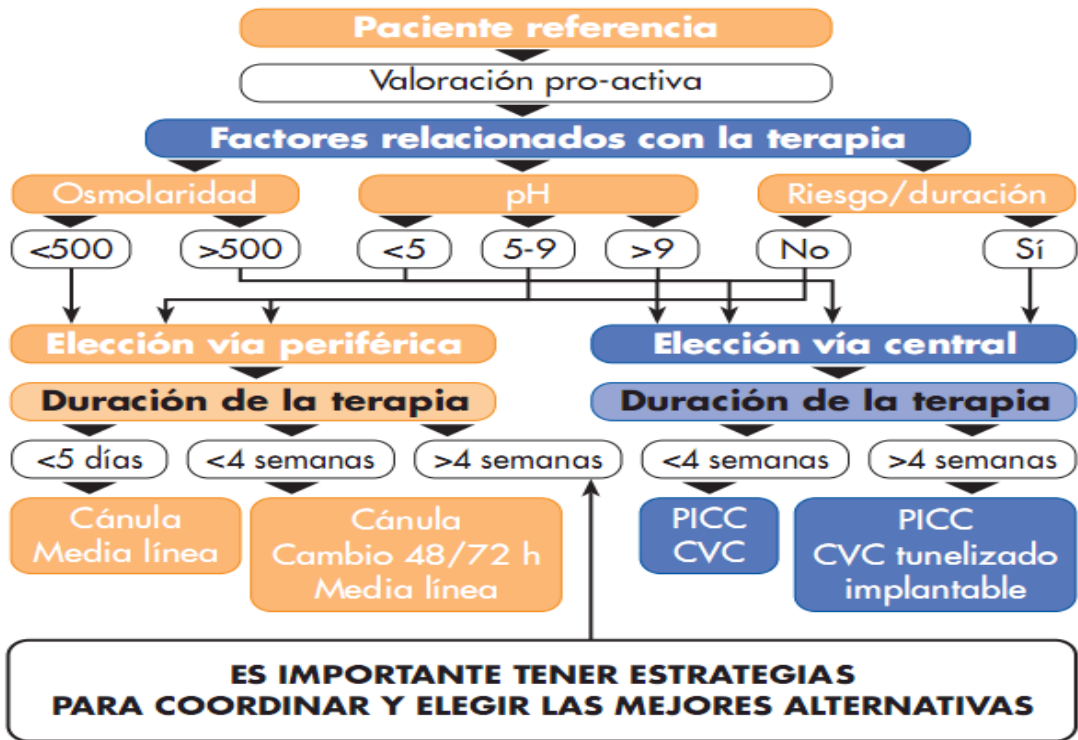 Paciente referencia
Valoración pro-activa
Factores relacionados con la terapia
Osmolaridad
pH
Riesgo/duración
<500
>500
<5
5-9
>9
No
Sí
Elección vía periférica
Elección vía central
Duración de la terapia
Duración de la terapia
<5 días
<4 semanas
>4 semanas
<4 semanas
>4 semanas
Cánula
Media línea
Cánula
Cambio 48/72 h
Media línea
PICC
CVC
PICC
CVC tunelizado
implantable
ES IMPORTANTE TENER ESTRATEGIAS
PARA COORDINAR Y ELEGIR LAS MEJORES ALTERNATIVAS